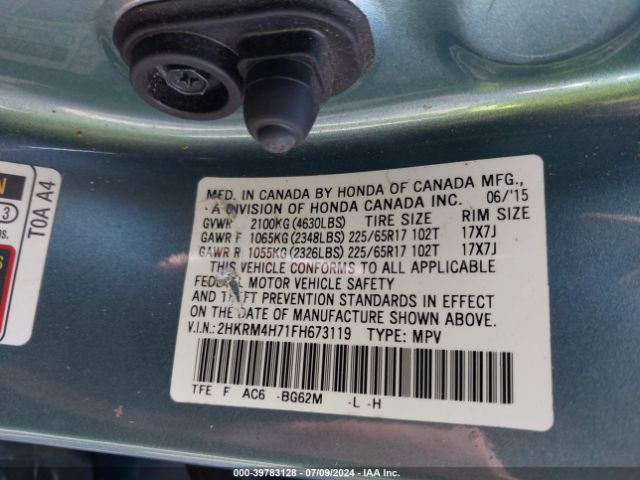 MFD. IN CANADA BY HONDA OF CANADA MFG.,
A DIVISION OF HONDA CANADA INC. 06/'15
GVWR 2100KG(4630LBS) TIRE SIZE RIM SIZE
GAWR F 1065KG(2348LBS) 225/65R17 102T 17X7J
GAWR R 1055KG(2326LBS) 225/65R17 102T 17X7J
THIS VEHICLE CONFORMS TO ALL APPLICABLE
FEDERAL MOTOR VEHICLE SAFETY
AND THEFT PREVENTION STANDARDS IN EFFECT
ON THE DATE OF MANUFACTURE SHOWN ABOVE.
V.I.N.: 2HKRM4H71FH673119 TYPE: MPV
TFE F AC6 -BG62M -L -H
T0A A4
3
000-39783128 - 07/09/2024 - IAA Inc.